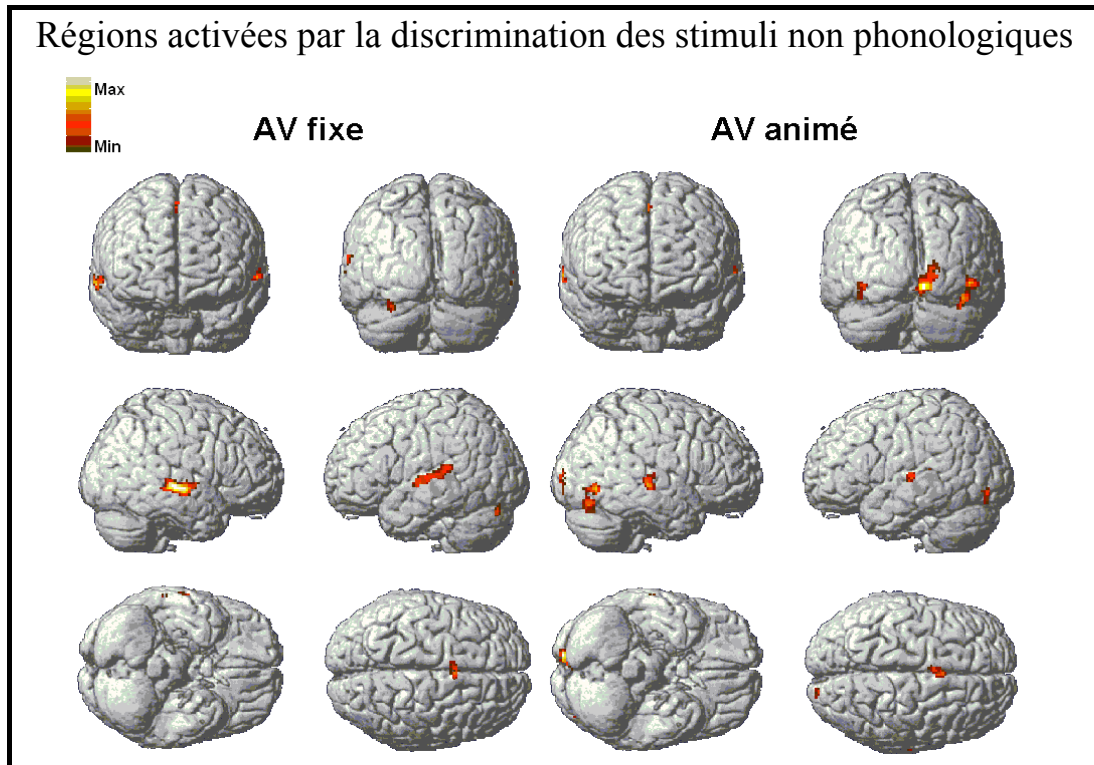 Régions activées par la discrimination des stimuli non phonologiques
Max
Min
AV fixe
AV animé